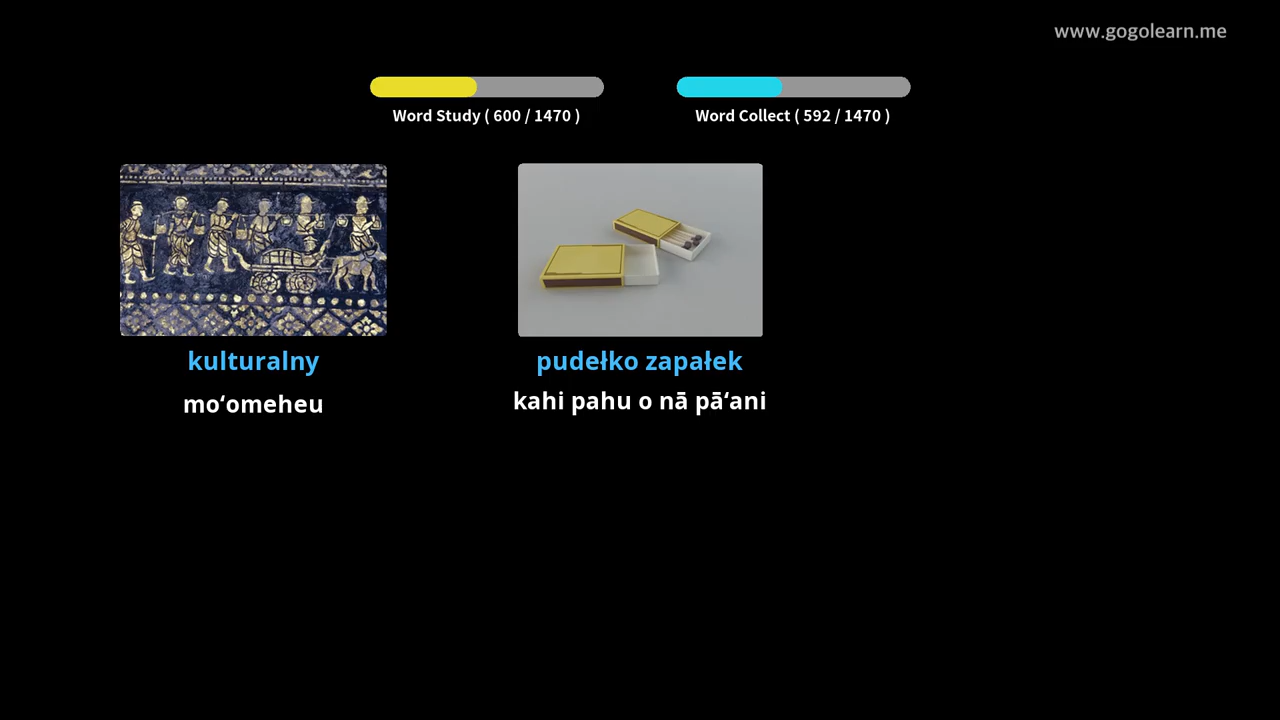 www.gogolearn.me
Word Study ( 600 / 1470 )
Word Collect ( 592 / 1470 )
kulturalny
moʻomeheu
pudełko zapałek
kahi pahu o nā pāʻani